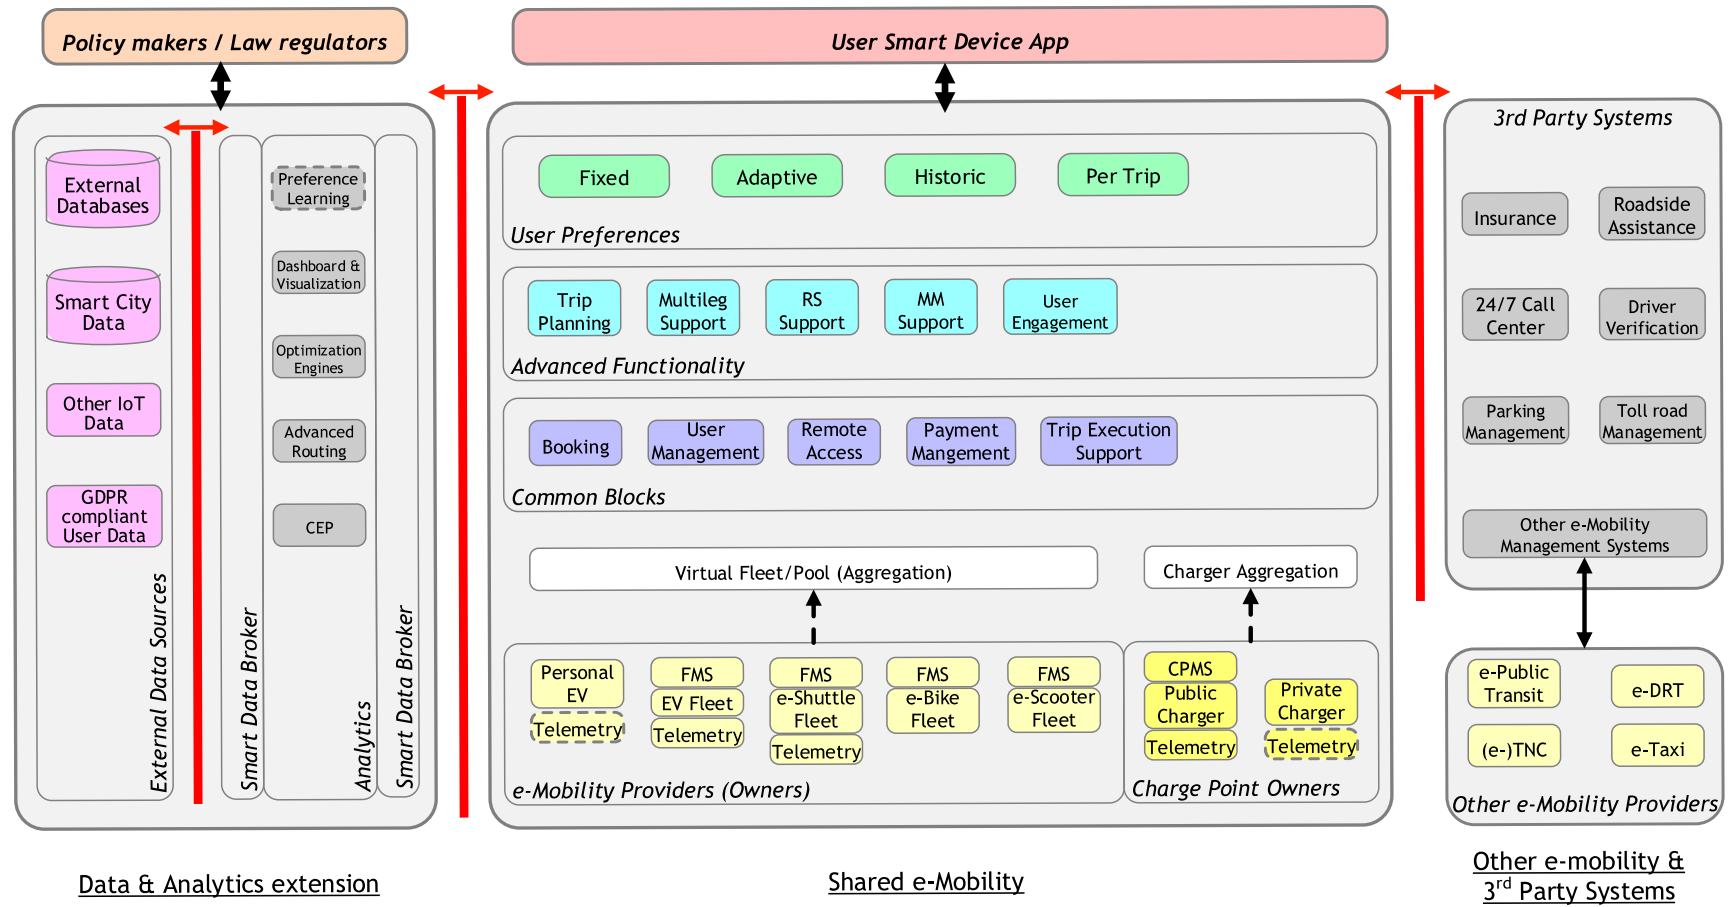 Policy makers / Law regulators
User Smart Device App
External
Databases
Smart City
Data
Other IoT
Data
GDPR
compliant
User Data
External Data Sources
Smart Data Broker
Preference
Learning
Dashboard &
Visualization
Optimization
Engines
Advanced
Routing
CEP
Analytics
Smart Data Broker
Data & Analytics extension
Fixed
Adaptive
Historic
Per Trip
User Preferences
Trip
Planning
Multileg
Support
RS
Support
MM
Support
User
Engagement
Advanced Functionality
Booking
User
Management
Remote
Access
Payment
Mangement
Trip Execution
Support
Common Blocks
Virtual Fleet/Pool (Aggregation)
Charger Aggregation
Personal
EV
Telemetry
FMS
EV Fleet
Telemetry
FMS
e-Shuttle
Fleet
Telemetry
FMS
e-Bike
Fleet
FMS
e-Scooter
Fleet
e-Mobility Providers (Owners)
CPMS
Public
Charger
Telemetry
Private
Charger
Telemetry
Charge Point Owners
Shared e-Mobility
3rd Party Systems
Insurance
Roadside
Assistance
24/7 Call
Center
Driver
Verification
Parking
Management
Toll road
Management
Other e-Mobility
Management Systems
e-Public
Transit
e-DRT
(e-)TNC
e-Taxi
Other e-Mobility Providers
Other e-mobility &
3rd Party Systems